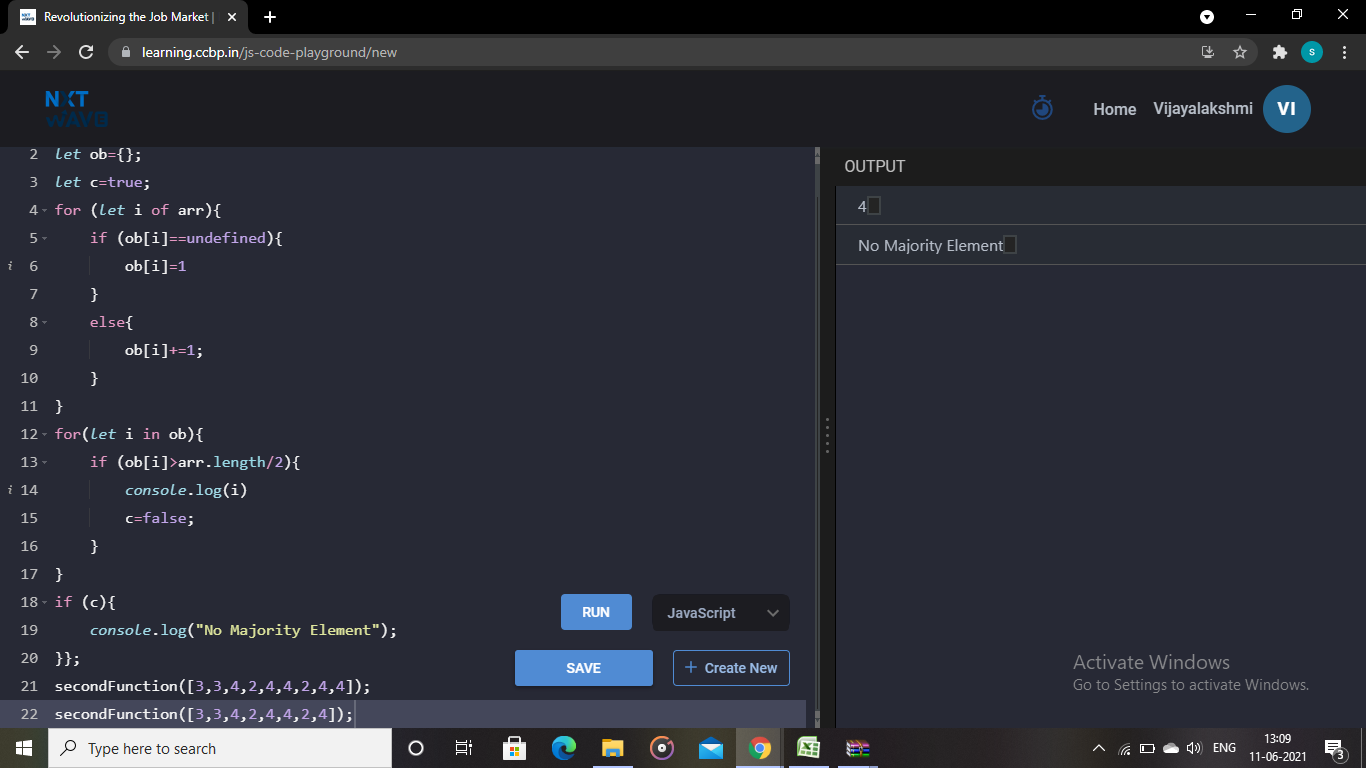 Revolutionizing the Job Market |
learning.ccbp.in/js-code-playground/new
S
NXT
WAVE
Home
Vijayalakshmi
VI
2 let ob={};
3 let c=true;
4 for (let i of arr){
5 if (ob[i]==undefined){
i 6 ob[i]=1
7 }
8 else{
9 ob[i]+=1;
10 }
11 }
12 for(let i in ob){
13 if (ob[i]>arr.length/2){
i 14 console.log(i)
15 c=false;
16 }
17 }
18 if (c){
19 console.log("No Majority Element");
20 }};
21 secondFunction([3,3,4,2,4,4,2,4,4]);
22 secondFunction([3,3,4,2,4,4,2,4]);
RUN
JavaScript
SAVE
+ Create New
OUTPUT
4
No Majority Element
Activate Windows
Go to Settings to activate Windows.
Type here to search
ENG
13:09
11-06-2021
3